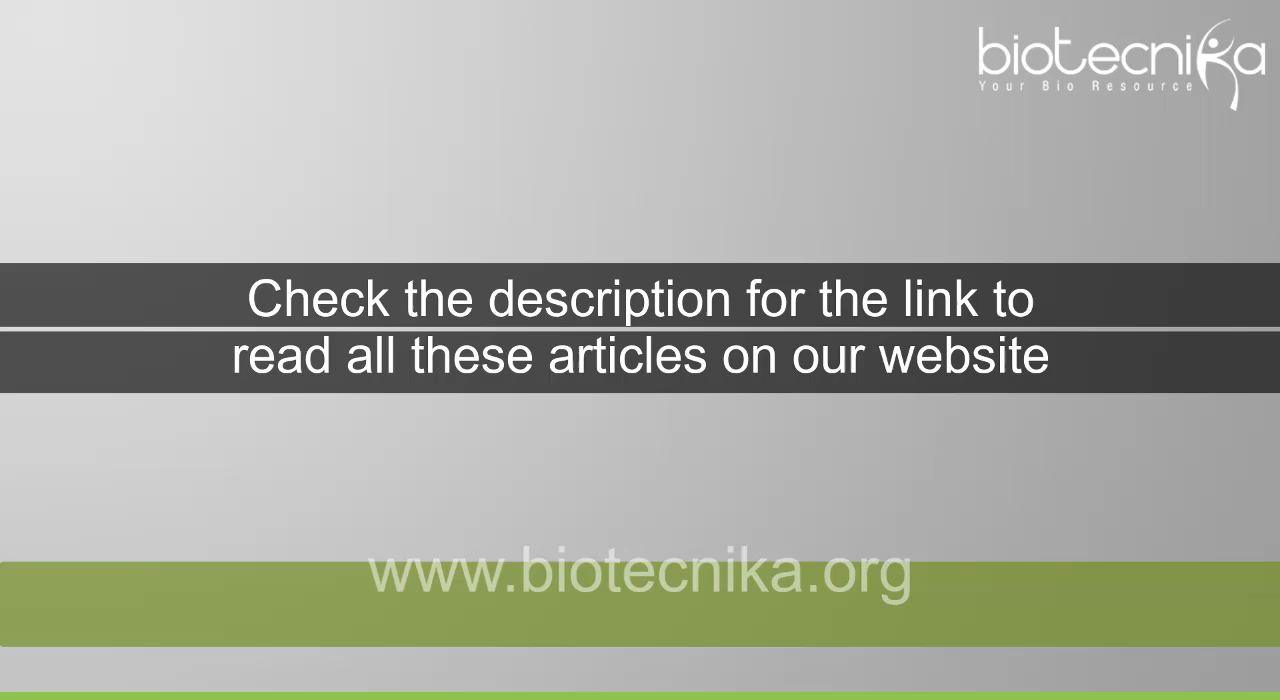 biotecnika
Your Bio Resource
Check the description for the link to
read all these articles on our website
www.biotecnika.org